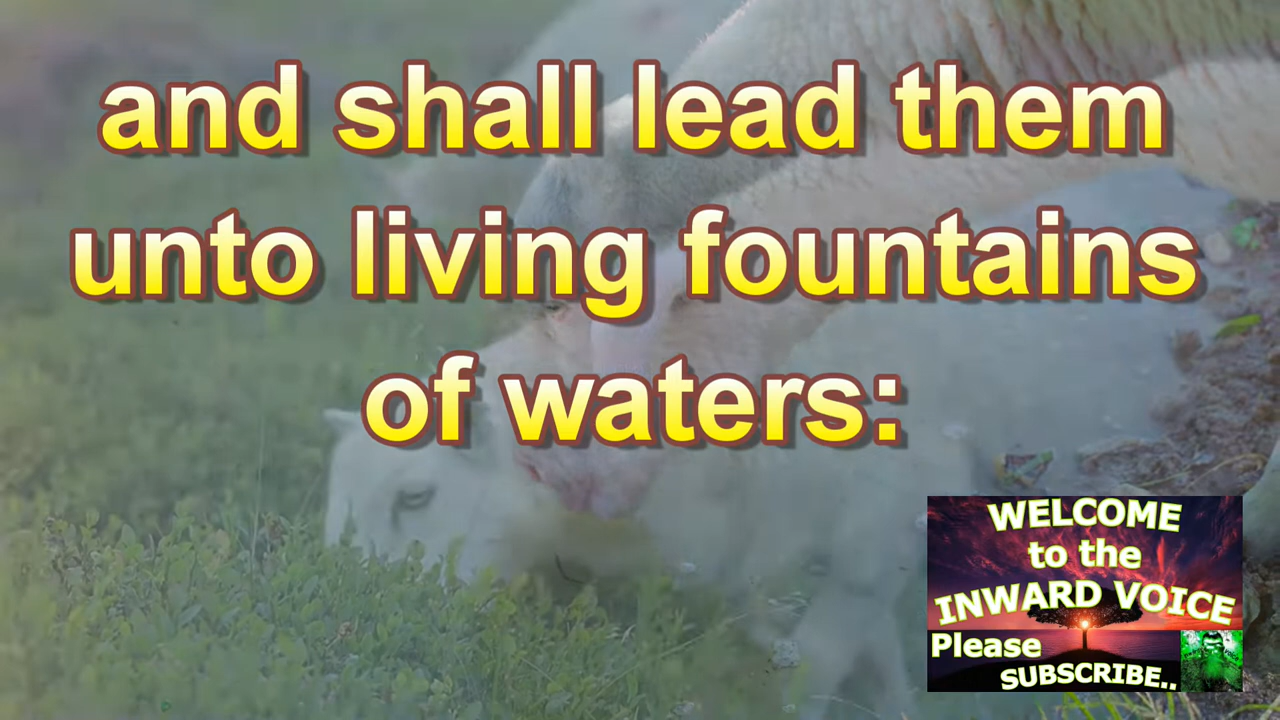 and shall lead them
unto living fountains
of waters:
WELCOME
to the
INWARD VOICE
Please
SUBSCRIBE..